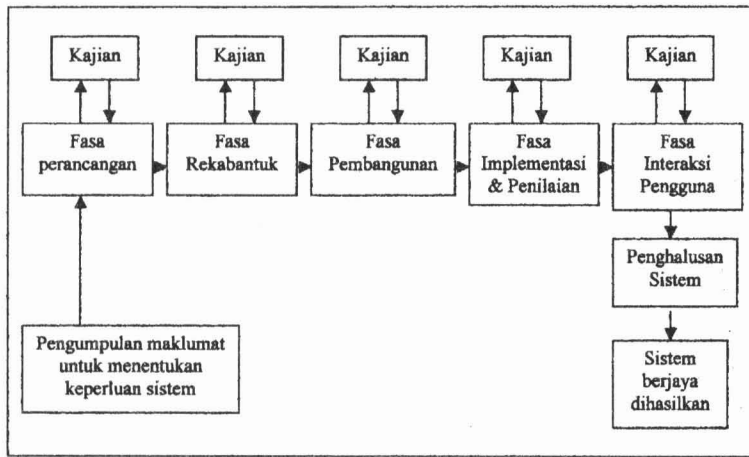 Kajian
Kajian
Kajian
Kajian
Kajian
Fasa
perancangan
Fasa
Rekabantuk
Fasa
Pembangunan
Fasa
Implementasi
& Penilaian
Fasa
Interaksi
Pengguna
Penghalusan
Sistem
Pengumpulan maklumat
untuk menentukan
keperluan sistem
Sistem
berjaya
dihasilkan